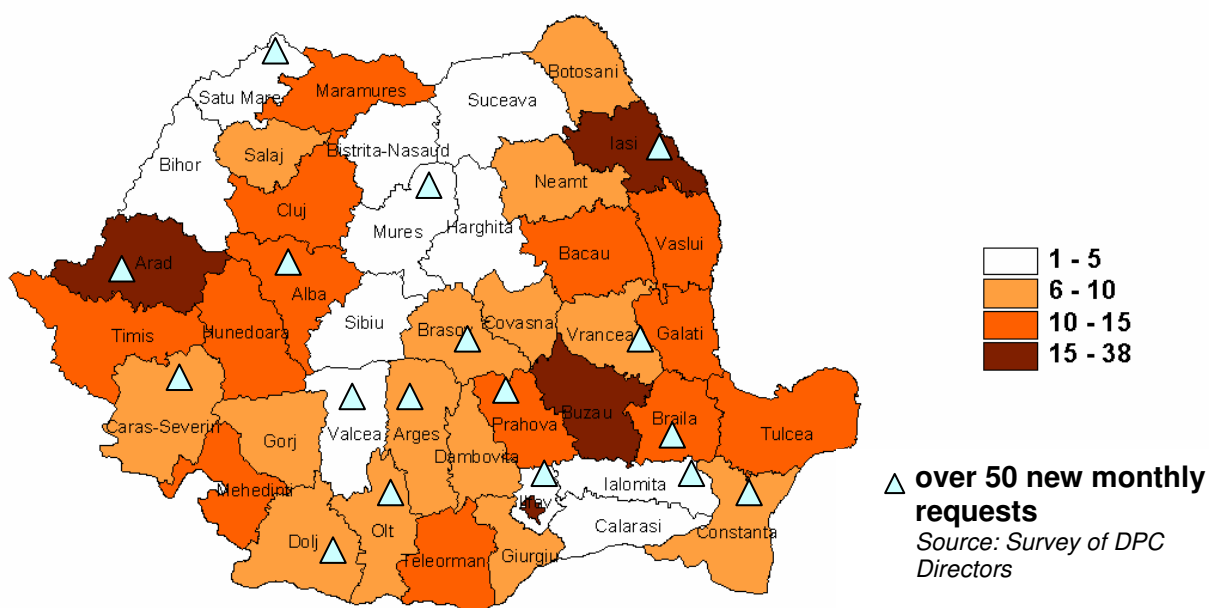 Botosani
Satu Mare
Maramures
Suceava
Iasi
Bihor
Salaj
Bistrita-Nasaud
Neamt
Cluj
Mures
Harghita
Vaslui
Bacau
Arad
Alba
Timis
Hunedoara
Sibiu
Brasov
Covasna
Vrancea
Galati
Caras-Severin
Gorj
Valcea
Arges
Prahova
Buzau
Braila
Tulcea
Dambovita
Mehedinti
Ialomita
Calarasi
Constanta
Dolj
Olt
Teleorman
Giurgiu
1 - 5
6 - 10
10 - 15
15 - 38
over 50 new monthly
requests
Source: Survey of DPC
Directors